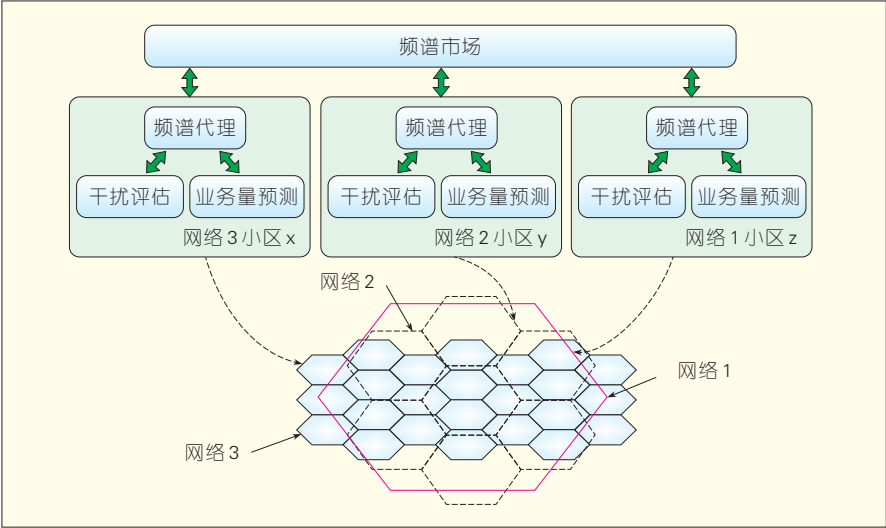 频谱市场
频谱代理
频谱代理
频谱代理
干扰评估
业务量预测
干扰评估
业务量预测
干扰评估
业务量预测
网络3小区x
网络2小区y
网络1小区z
网络2
网络1
网络3